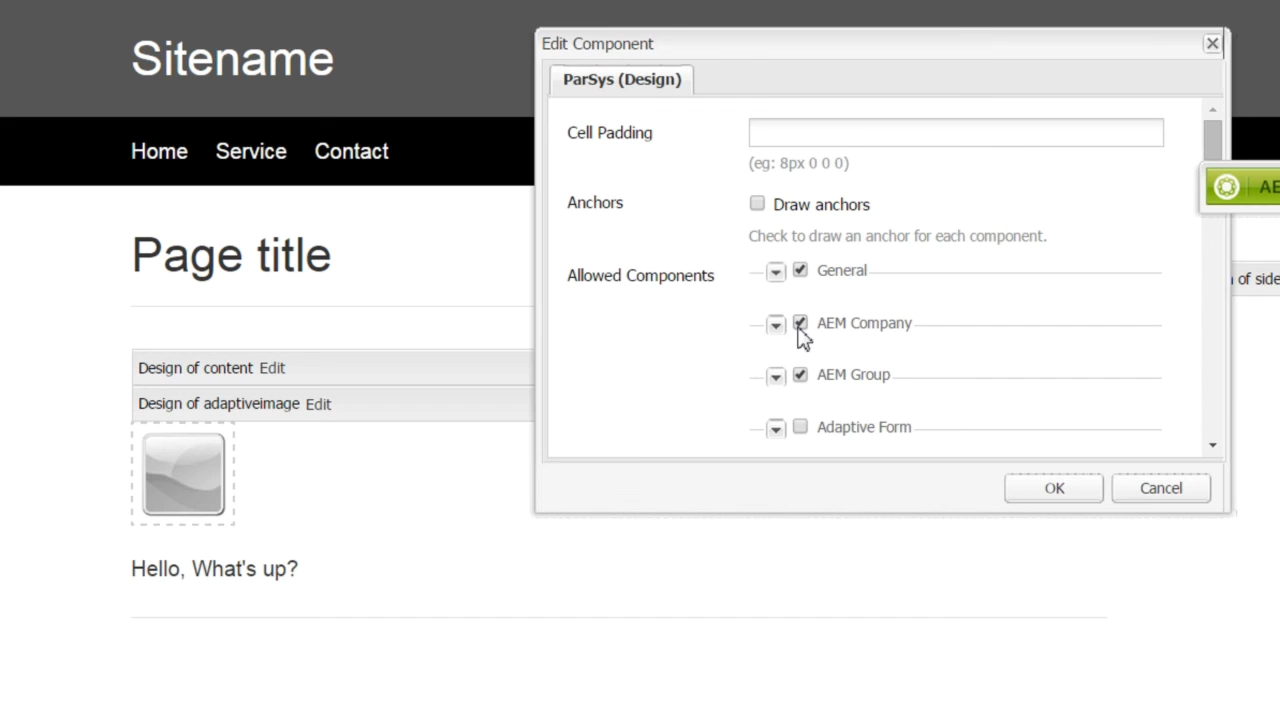 Sitename
Home Service Contact
Page title
Design of content Edit
Design of adaptiveimage Edit
Hello, What's up?
Edit Component
ParSys (Design)
Cell Padding
(eg: 8px 0 0 0)
Anchors
Draw anchors
Check to draw an anchor for each component.
Allowed Components
General
AEM Company
AEM Group
Adaptive Form
OK Cancel
of side